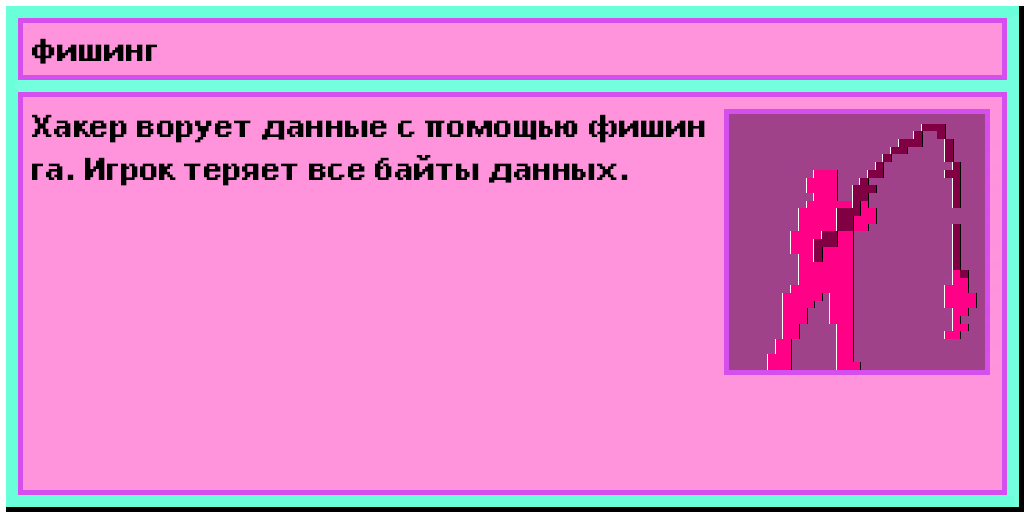 фишинг
Хакер ворует данные с помощью фишин
га. Игрок теряет все байты данных.